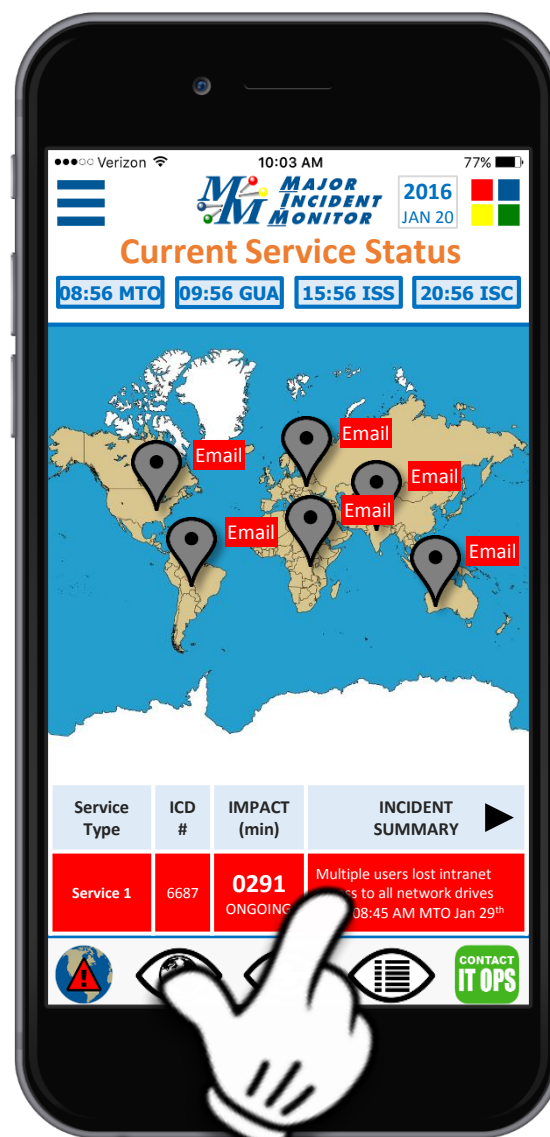 Verizon 10:03 AM 77%
MM MAJOR INCIDENT MONITOR
2016
JAN 20
Current Service Status
08:56 MTO 09:56 GUA 15:56 ISS 20:56 ISC
Email
Email
Email
Email
Email
Email
Service Type
ICD #
IMPACT (min)
INCIDENT SUMMARY
Service 1
6687
0291
ONGOING
Multiple users lost intranet
to all network drives
08:45 AM MTO Jan 29th
CONTACT
IT OPS